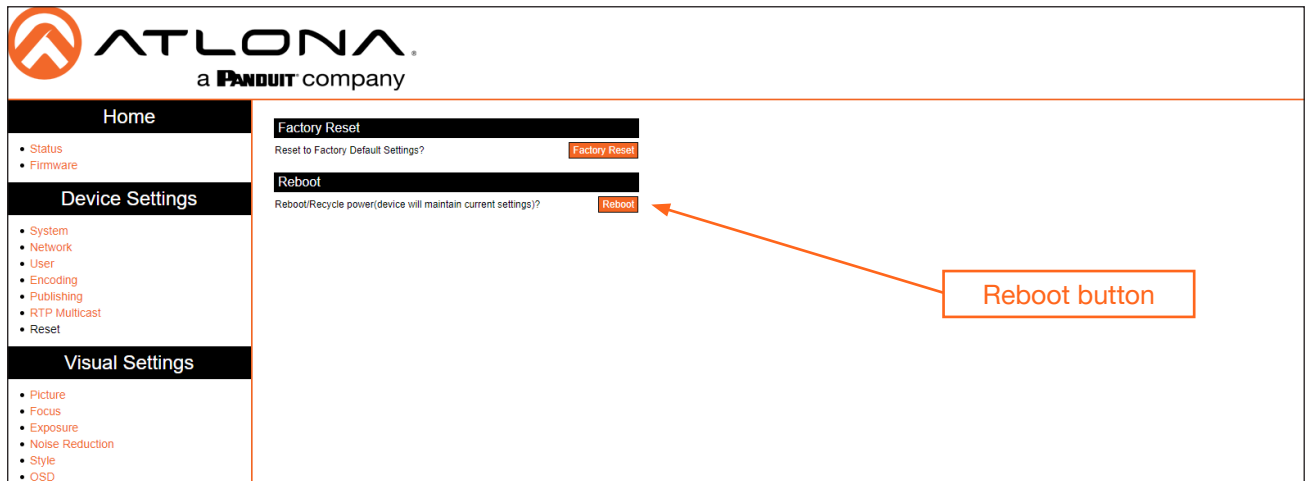 ATLONA®
a PANDUIT™ company
Home
Status
Firmware
Device Settings
System
Network
User
Encoding
Publishing
RTP Multicast
Reset
Visual Settings
Picture
Focus
Exposure
Noise Reduction
Style
OSD
Factory Reset
Reset to Factory Default Settings?
Factory Reset
Reboot
Reboot/Recycle power(device will maintain current settings)?
Reboot
Reboot button